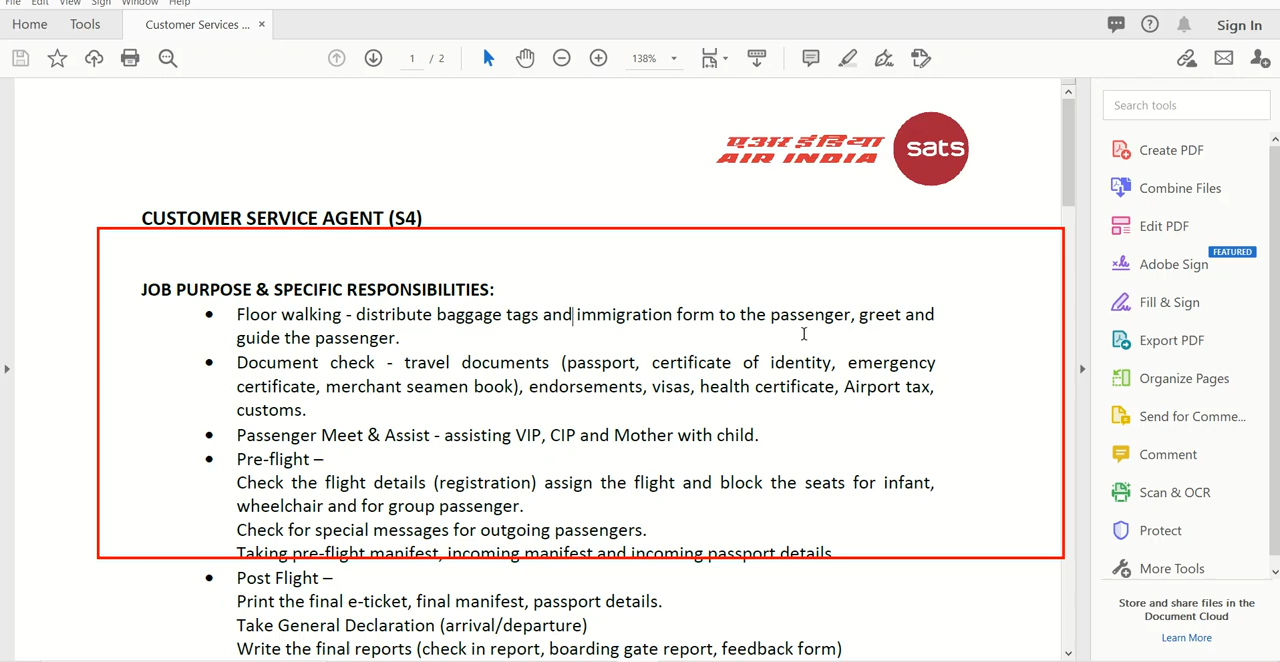 File Edit View Sign Window Help
Home Tools Customer Services ... ×
1 / 2 138% Sign In
Search tools
एअर इंडिया
AIR INDIA sats
CUSTOMER SERVICE AGENT (S4)
JOB PURPOSE & SPECIFIC RESPONSIBILITIES:
• Floor walking - distribute baggage tags and immigration form to the passenger, greet and
guide the passenger.
• Document check - travel documents (passport, certificate of identity, emergency
certificate, merchant seamen book), endorsements, visas, health certificate, Airport tax,
customs.
• Passenger Meet & Assist - assisting VIP, CIP and Mother with child.
• Pre-flight –
Check the flight details (registration) assign the flight and block the seats for infant,
wheelchair and for group passenger.
Check for special messages for outgoing passengers.
Taking pre-flight manifest, incoming manifest and incoming passport details.
• Post Flight –
Print the final e-ticket, final manifest, passport details.
Take General Declaration (arrival/departure)
Write the final reports (check in report, boarding gate report, feedback form)
Create PDF
Combine Files
Edit PDF
FEATURED
Adobe Sign
Fill & Sign
Export PDF
Organize Pages
Send for Comme...
Comment
Scan & OCR
Protect
More Tools
Store and share files in the
Document Cloud
Learn More